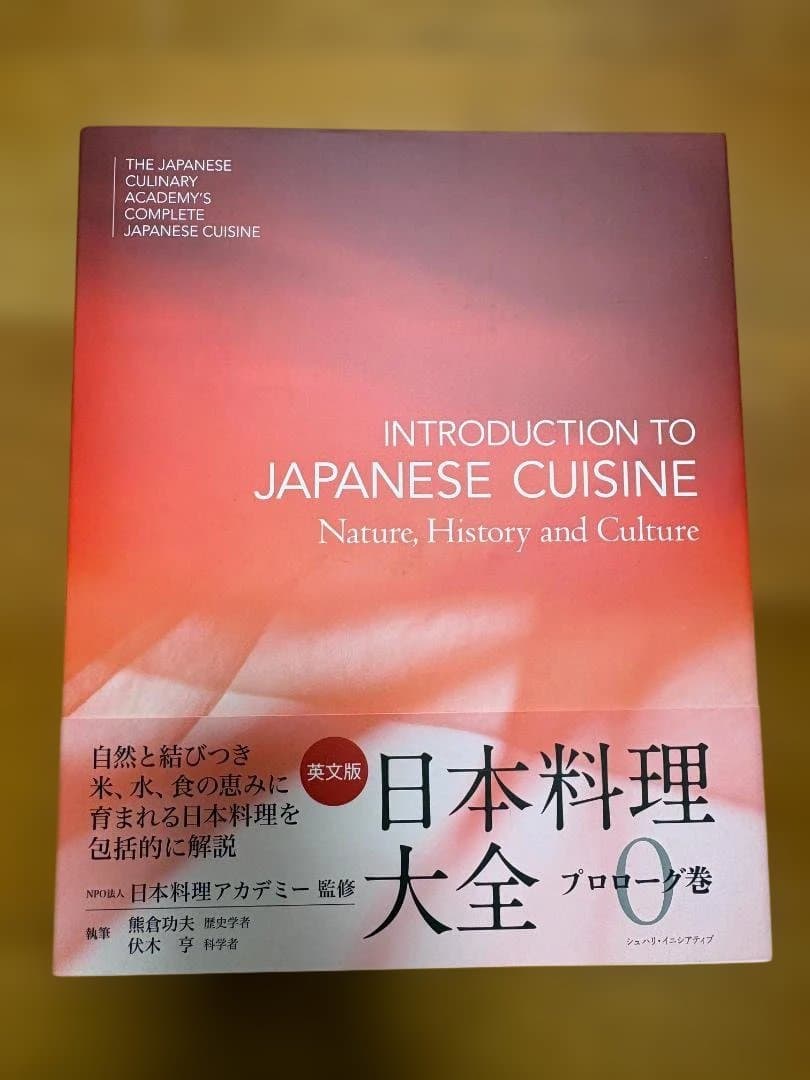 THE JAPANESE
CULINARY
ACADEMY'S
COMPLETE
JAPANESE CUISINE
INTRODUCTION TO
JAPANESE CUISINE
Nature, History and Culture
自然と結びつき
米、水、食の恵みに
育まれる日本料理を
包括的に解説
英文版
日本料理
大全 プロローグ巻
0
NPO法人 日本料理アカデミー 監修
執筆 熊倉功夫 歴史学者
伏木 亨 科学者
シュハリ・イニシアティブ